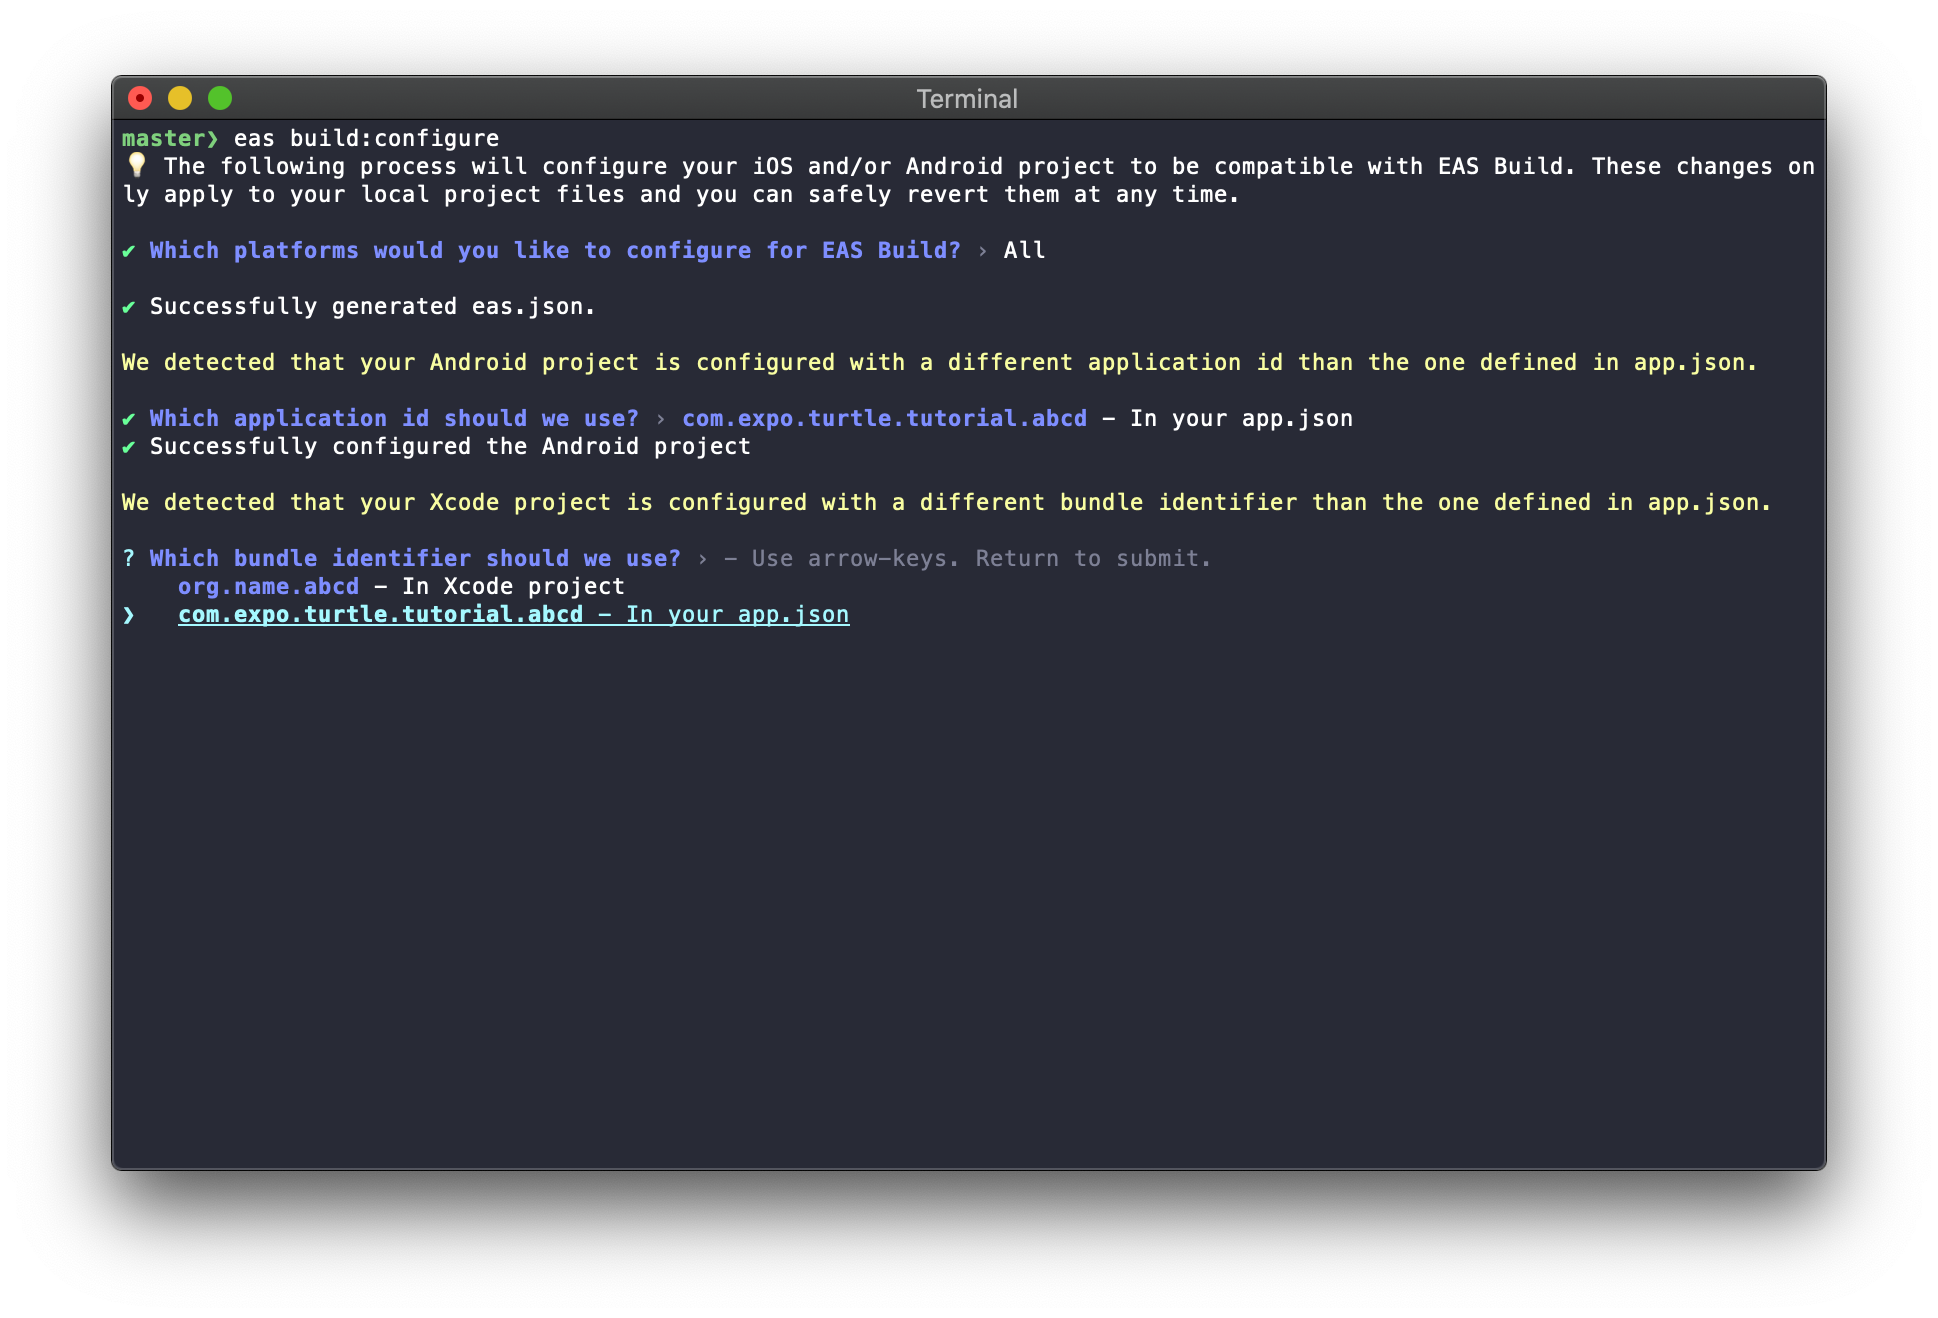 Terminal
master❯ eas build:configure
💡 The following process will configure your iOS and/or Android project to be compatible with EAS Build. These changes on
ly apply to your local project files and you can safely revert them at any time.
✔ Which platforms would you like to configure for EAS Build? › All
✔ Successfully generated eas.json.
We detected that your Android project is configured with a different application id than the one defined in app.json.
✔ Which application id should we use? › com.expo.turtle.tutorial.abcd – In your app.json
✔ Successfully configured the Android project
We detected that your Xcode project is configured with a different bundle identifier than the one defined in app.json.
? Which bundle identifier should we use? › – Use arrow-keys. Return to submit.
org.name.abcd – In Xcode project
❯ com.expo.turtle.tutorial.abcd – In your app.json